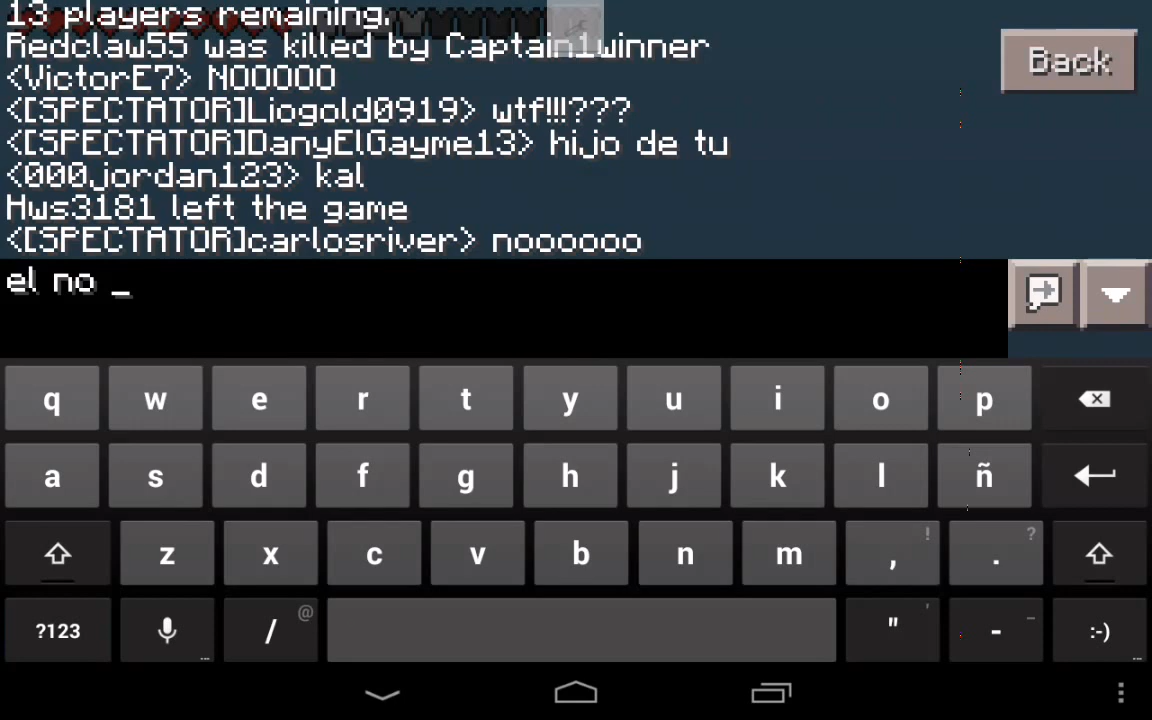 13 players remaining.
Redclaw55 was killed by Captain1winner
<VictorE7> NOOOOO
<[SPECTATOR]Liogold0919> wtf!!!???
<[SPECTATOR]DanyElGayme13> hijo de tu
<000jordan123> kal
Hws3181 left the game
<[SPECTATOR]carlosriver> noooooo
Back
el no _
q w e r t y u i o p
a s d f g h j k l ñ
z x c v b n m , ! . ?
?123 / @ " ' - _ :-)